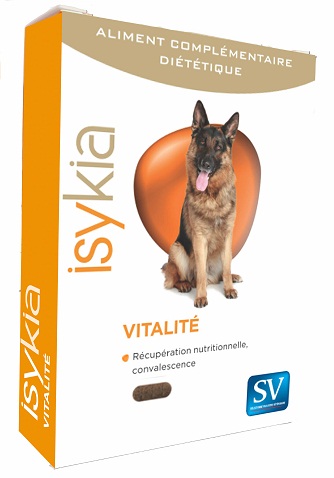 ALIMENT COMPLÉMENTAIRE
DIÉTÉTIQUE
isykia
VITALITÉ
Récupération nutritionnelle,
convalescence
SV
isykia
VITALITÉ